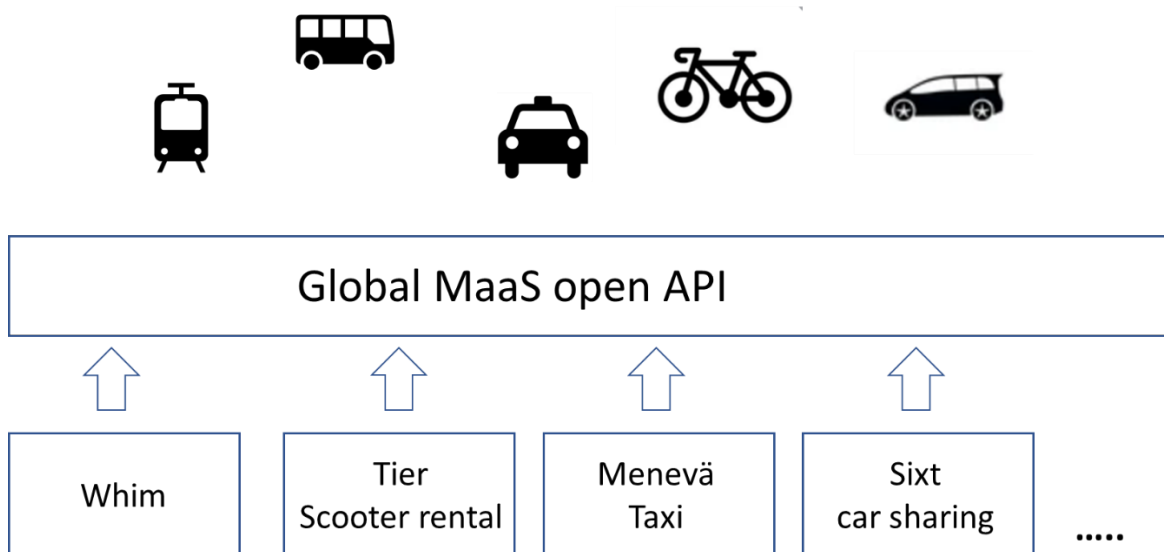 Global MaaS open API
Whim
Tier
Scooter rental
Menevä
Taxi
Sixt
car sharing
.....